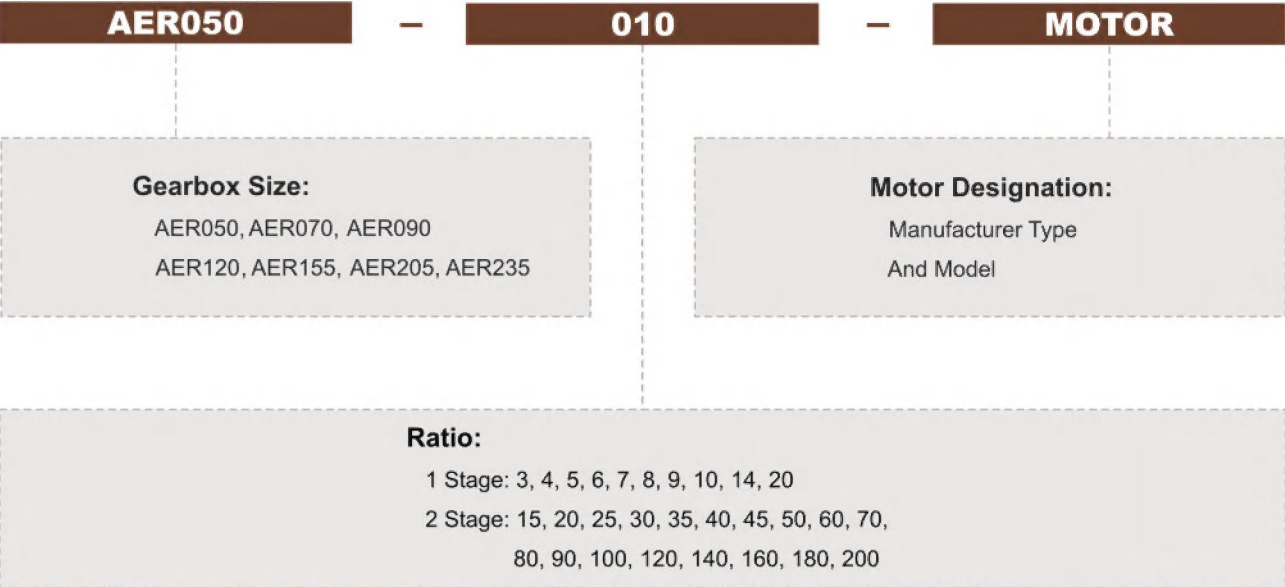 AER050 – 010 – MOTOR
Gearbox Size:
AER050, AER070, AER090
AER120, AER155, AER205, AER235
Motor Designation:
Manufacturer Type
And Model
Ratio:
1 Stage: 3, 4, 5, 6, 7, 8, 9, 10, 14, 20
2 Stage: 15, 20, 25, 30, 35, 40, 45, 50, 60, 70,
80, 90, 100, 120, 140, 160, 180, 200